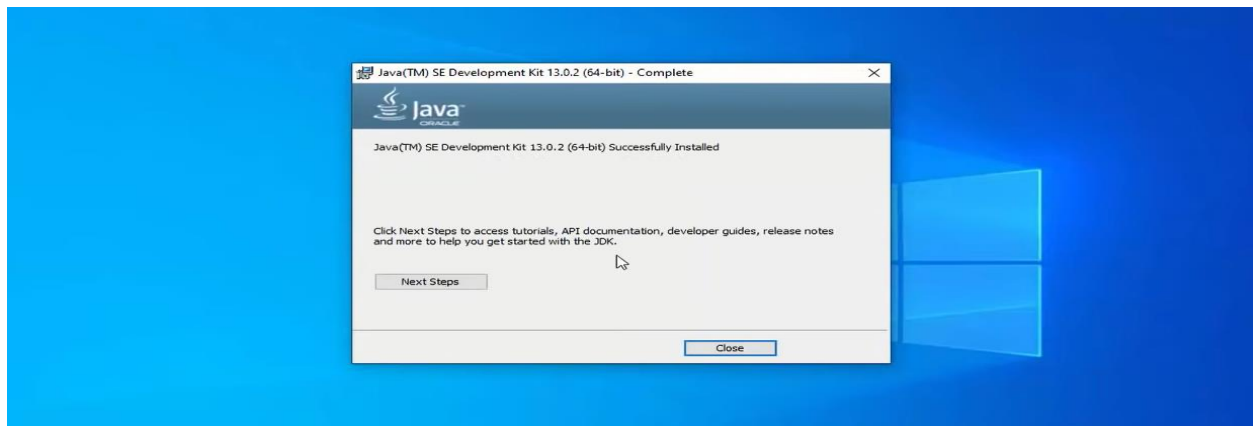 Java(TM) SE Development Kit 13.0.2 (64-bit) - Complete
Java
ORACLE
Java(TM) SE Development Kit 13.0.2 (64-bit) Successfully Installed
Click Next Steps to access tutorials, API documentation, developer guides, release notes
and more to help you get started with the JDK.
Next Steps
Close